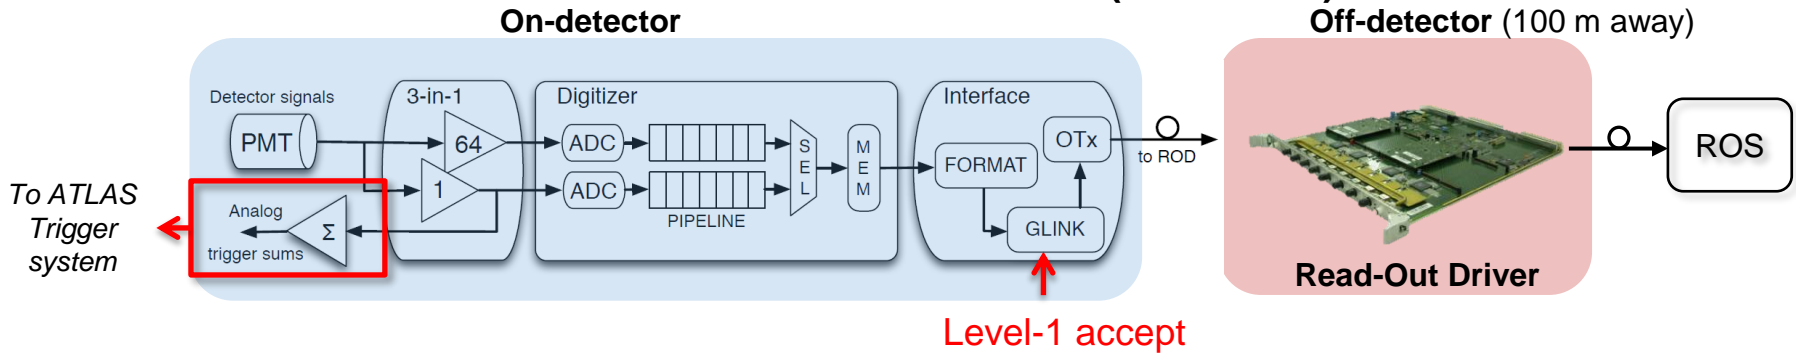 On-detector
Off-detector (100 m away)
Detector signals
3-in-1
Digitizer
Interface
PMT
64
ADC
SEL
MEM
OTx
to ROD
ROS
FORMAT
1
ADC
To ATLAS
Trigger
system
Analog
Σ
trigger sums
PIPELINE
GLINK
Read-Out Driver
Level-1 accept